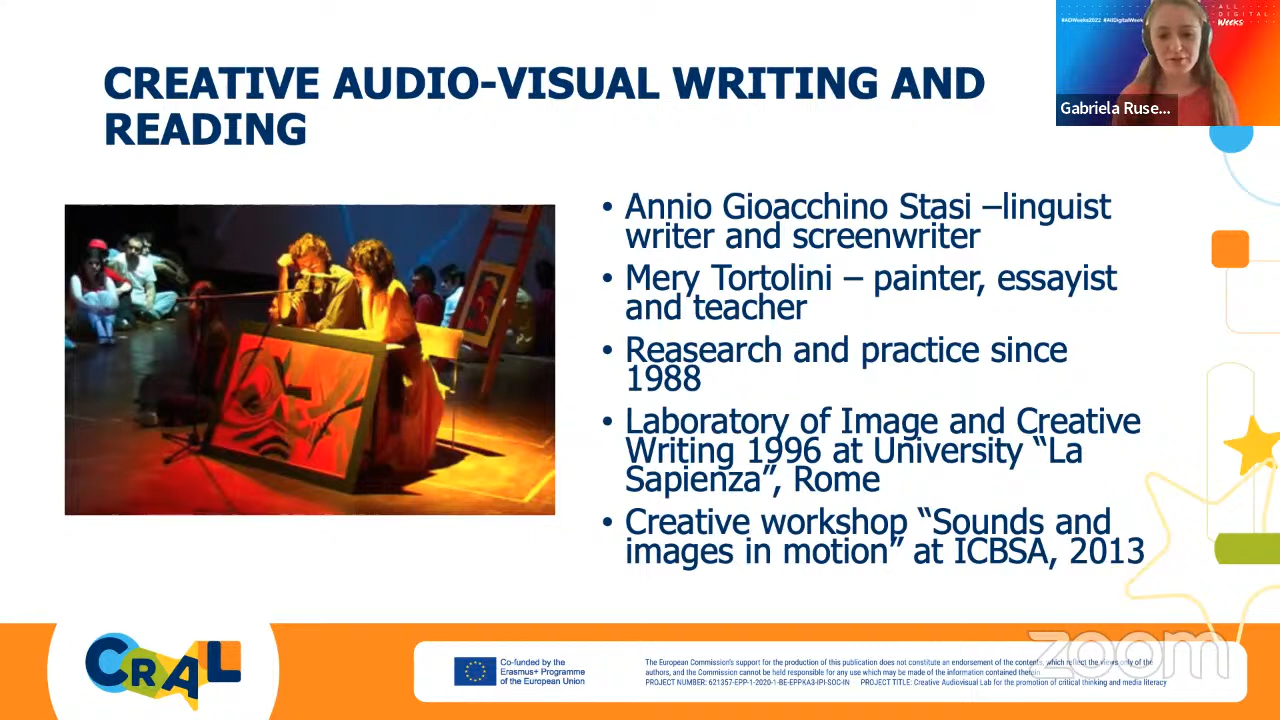 CREATIVE AUDIO-VISUAL WRITING AND
READING
#ADWeeks2022 #AllDigitalWeek
ALL
DIGITAL
Weeks
Gabriela Ruse...
• Annio Gioacchino Stasi –linguist
writer and screenwriter
• Mery Tortolini – painter, essayist
and teacher
• Reasearch and practice since
1988
• Laboratory of Image and Creative
Writing 1996 at University “La
Sapienza”, Rome
• Creative workshop “Sounds and
images in motion” at ICBSA, 2013
CRAL
Co-funded by the
Erasmus+ Programme
of the European Union
The European Commission's support for the production of this publication does not constitute an endorsement of the contents, which reflect the views only of the
authors, and the Commission cannot be held responsible for any use which may be made of the information contained therein
PROJECT NUMBER: 621357-EPP-1-2020-1-BE-EPPKA3-IPI-SOC-IN PROJECT TITLE: Creative Audiovisual Lab for the promotion of critical thinking and media literacy
zoom